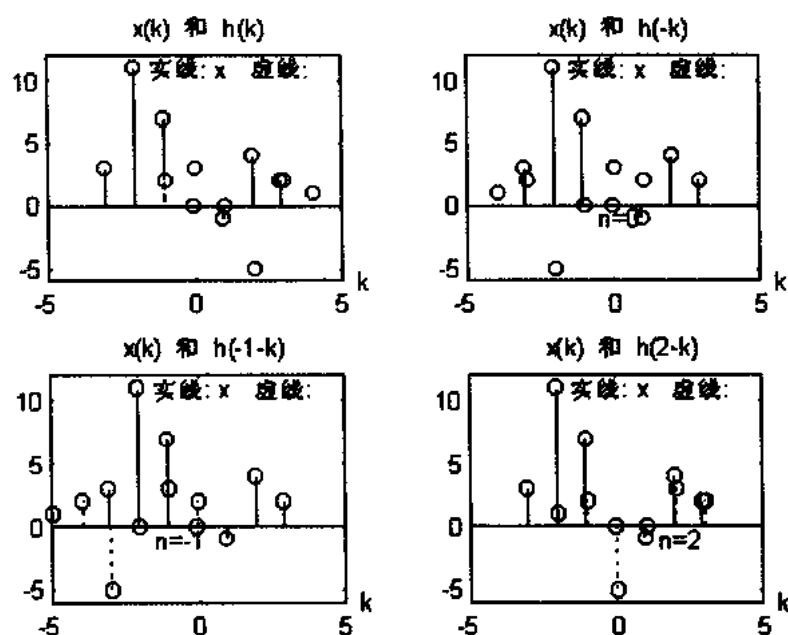 x(k) 和 h(k)
实线: x 虚线:
10
5
0
-5
-5 0 5 k
x(k) 和 h(-k)
实线: x 虚线:
10
5
0
n=0
-5
-5 0 5 k
x(k) 和 h(-1-k)
实线: x 虚线:
10
5
0
n=-1
-5
-5 0 5 k
x(k) 和 h(2-k)
实线: x 虚线:
10
5
0
n=2
-5
-5 0 5 k